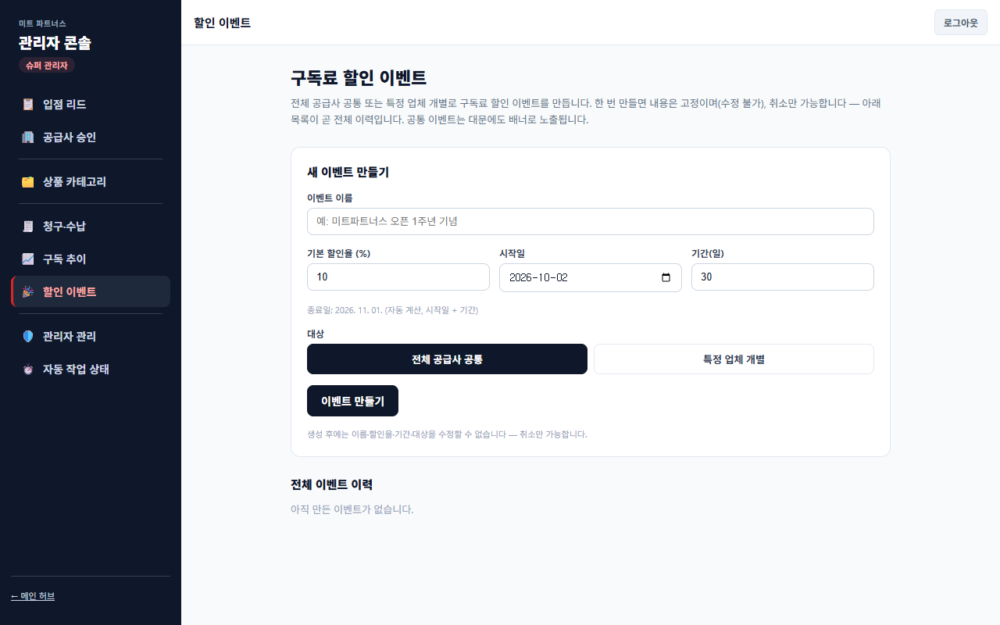 미트 파트너스
관리자 콘솔
슈퍼 관리자
입점 리드
공급사 승인
상품 카테고리
청구·수납
구독 추이
할인 이벤트
관리자 관리
자동 작업 상태
← 메인 허브
할인 이벤트
로그아웃
구독료 할인 이벤트
전체 공급사 공통 또는 특정 업체 개별로 구독료 할인 이벤트를 만듭니다. 한 번 만들면 내용은 고정이며(수정 불가), 취소만 가능합니다 — 아래
목록이 곧 전체 이력입니다. 공통 이벤트는 대문에도 배너로 노출됩니다.
새 이벤트 만들기
이벤트 이름
예: 미트파트너스 오픈 1주년 기념
기본 할인율 (%)
시작일
기간(일)
10
2026-10-02
30
종료일: 2026. 11. 01. (자동 계산, 시작일 + 기간)
대상
전체 공급사 공통
특정 업체 개별
이벤트 만들기
생성 후에는 이름·할인율·기간·대상을 수정할 수 없습니다 — 취소만 가능합니다.
전체 이벤트 이력
아직 만든 이벤트가 없습니다.